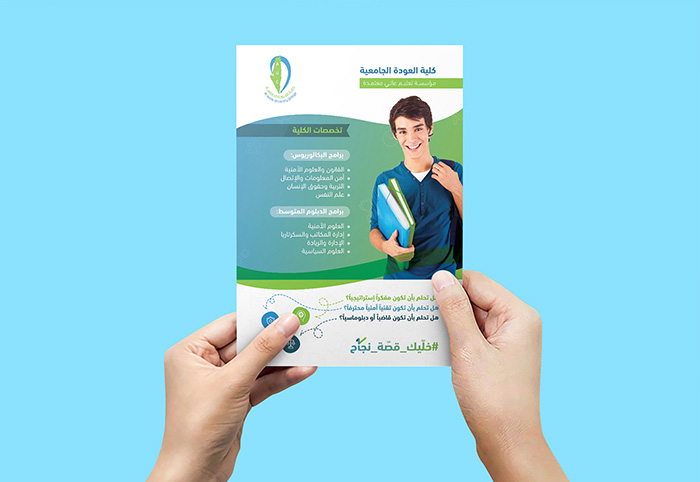 كلية العودة الجامعية
مؤسسة تعليم عالي معتمدة
تخصصات الكلية
برامج البكالوريوس:
القانون والعلوم الأمنية
أمن المعلومات والإتصال
التربية وحقوق الإنسان
علم النفس
برامج الدبلوم المتوسط:
العلوم الأمنية
إدارة المكاتب والسكرتاريا
الإدارة والريادة
العلوم السياسية
هل تحلم بأن تكون مفكراً إستراتيجياً؟
هل تحلم بأن تكون تقنياً أمنياً محترفاً؟
هل تحلم بأن تكون قاضياً أو دبلوماسياً؟
#خلّيك_قصّة_نجاح